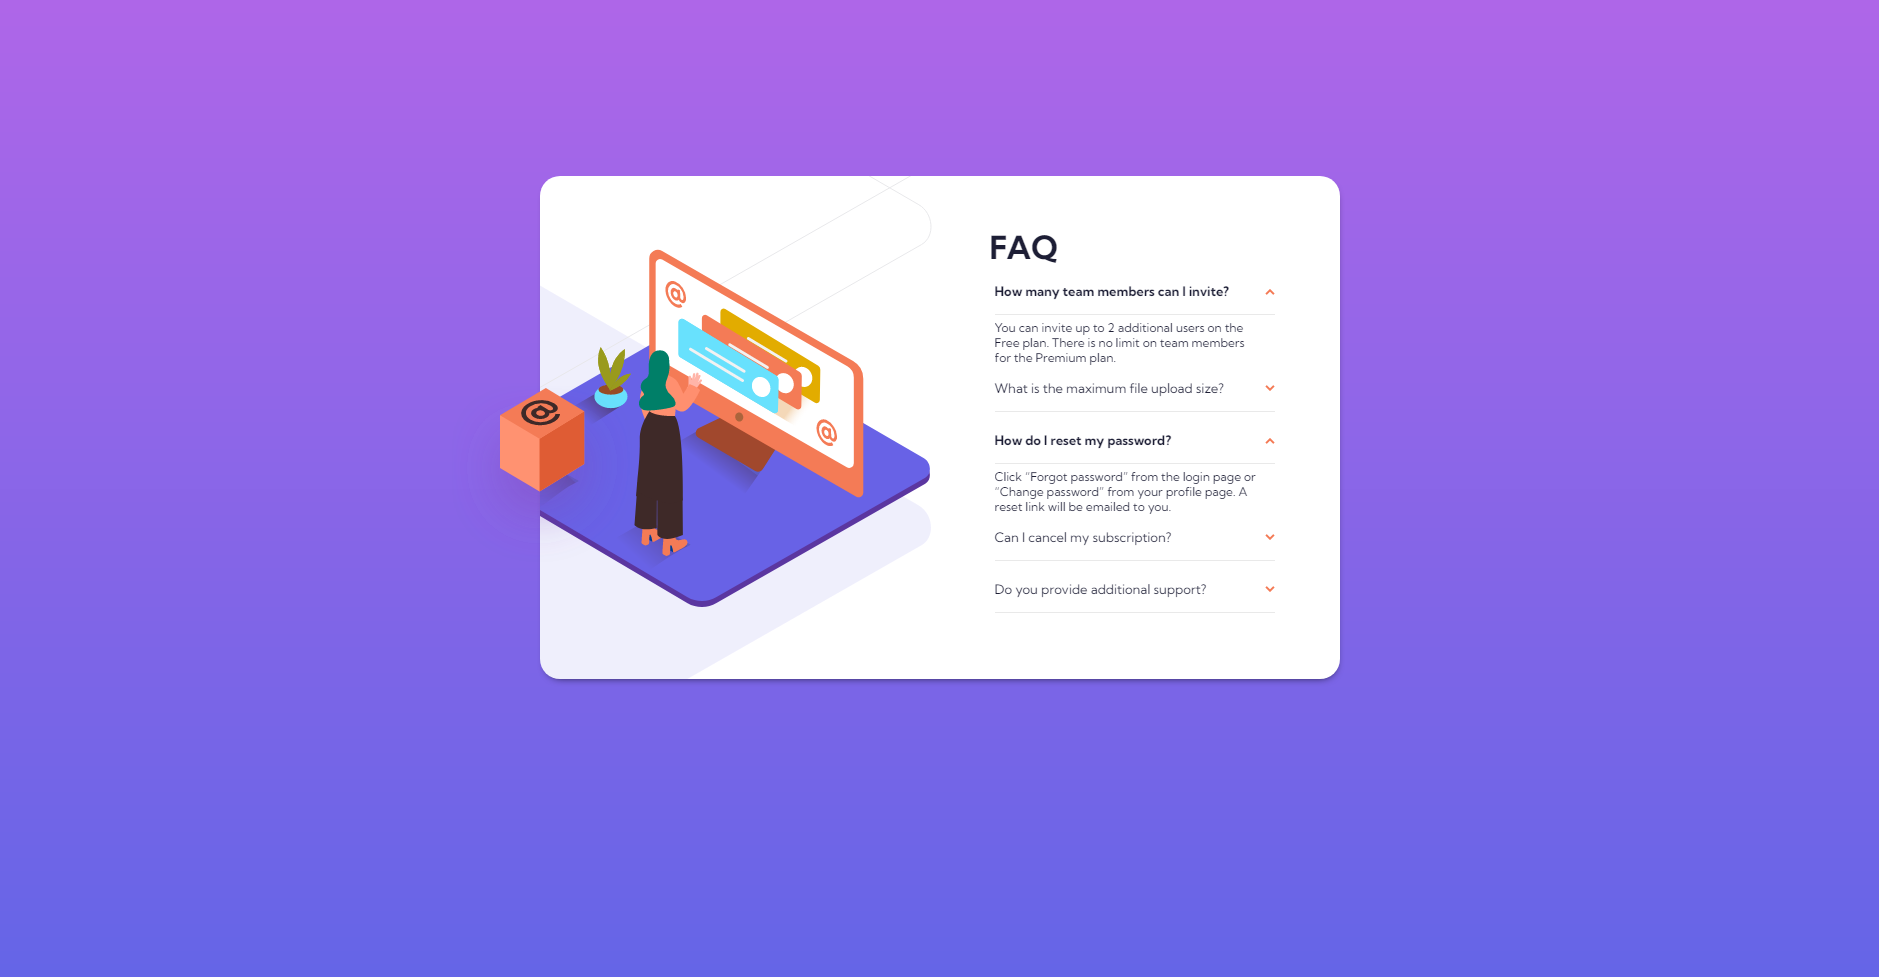 FAQ
How many team members can I invite?
You can invite up to 2 additional users on the
Free plan. There is no limit on team members
for the Premium plan.
What is the maximum file upload size?
How do I reset my password?
Click “Forgot password” from the login page or
“Change password” from your profile page. A
reset link will be emailed to you.
Can I cancel my subscription?
Do you provide additional support?
@
@
@